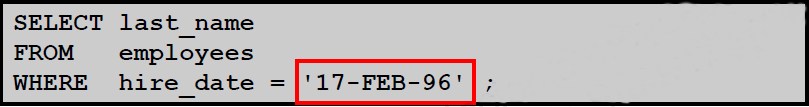 SELECT last_name
FROM employees
WHERE hire_date = '17-FEB-96' ;